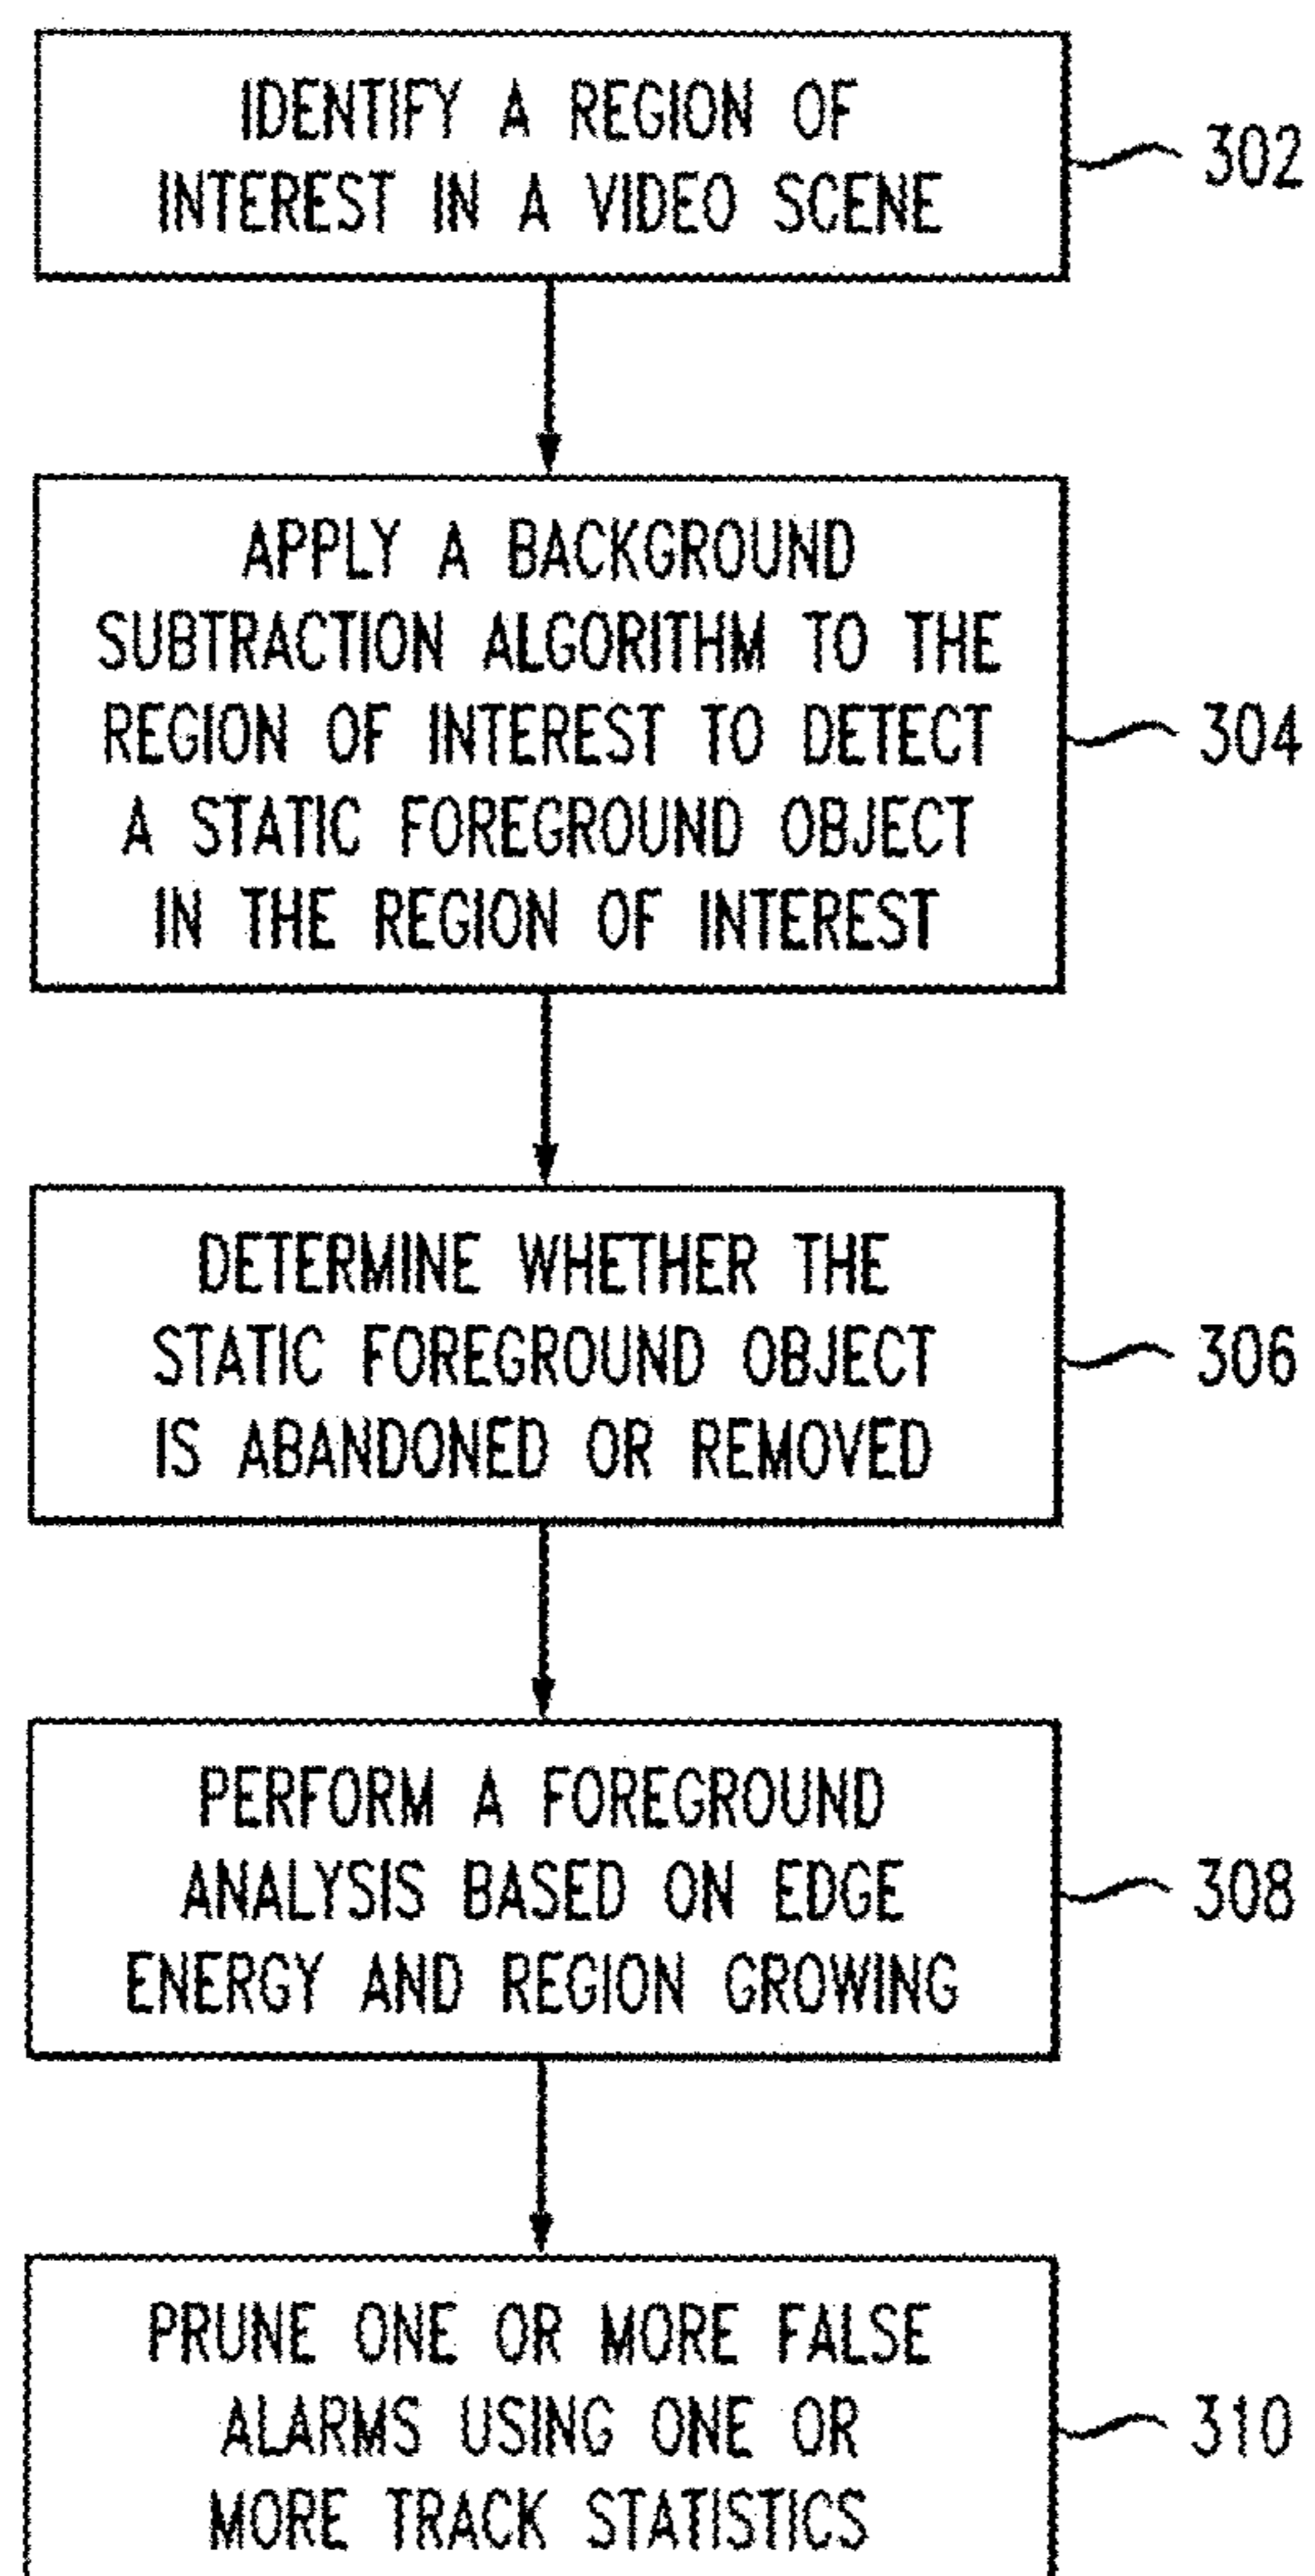 IDENTIFY A REGION OF
INTEREST IN A VIDEO SCENE
302
APPLY A BACKGROUND
SUBTRACTION ALGORITHM TO THE
REGION OF INTEREST TO DETECT
A STATIC FOREGROUND OBJECT
IN THE REGION OF INTEREST
304
DETERMINE WHETHER THE
STATIC FOREGROUND OBJECT
IS ABANDONED OR REMOVED
306
PERFORM A FOREGROUND
ANALYSIS BASED ON EDGE
ENERGY AND REGION GROWING
308
PRUNE ONE OR MORE FALSE
ALARMS USING ONE OR
MORE TRACK STATISTICS
310